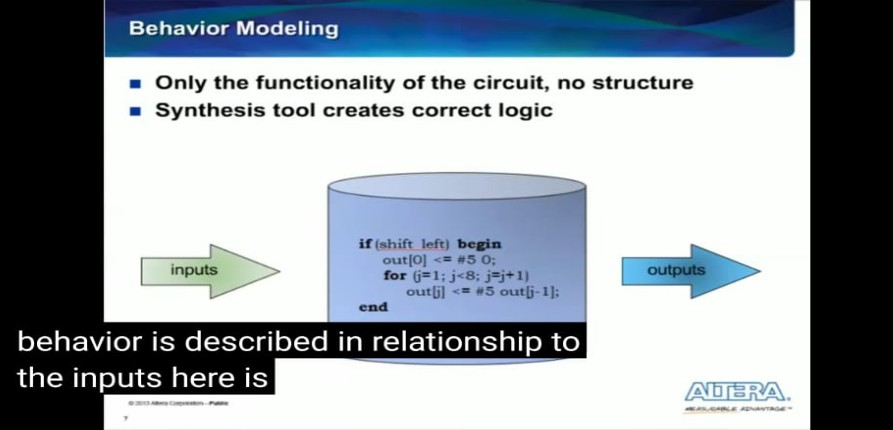 Behavior Modeling
Only the functionality of the circuit, no structure
Synthesis tool creates correct logic
inputs
if (shift_left) begin
out[0] <= #5 0;
for (j=1; j<8; j=j+1)
out[j] <= #5 out[j-1];
end
outputs
behavior is described in relationship to
the inputs here is
ALTERA.
MEASURABLE ADVANTAGE™
© 2013 Altera Corporation—Public
7